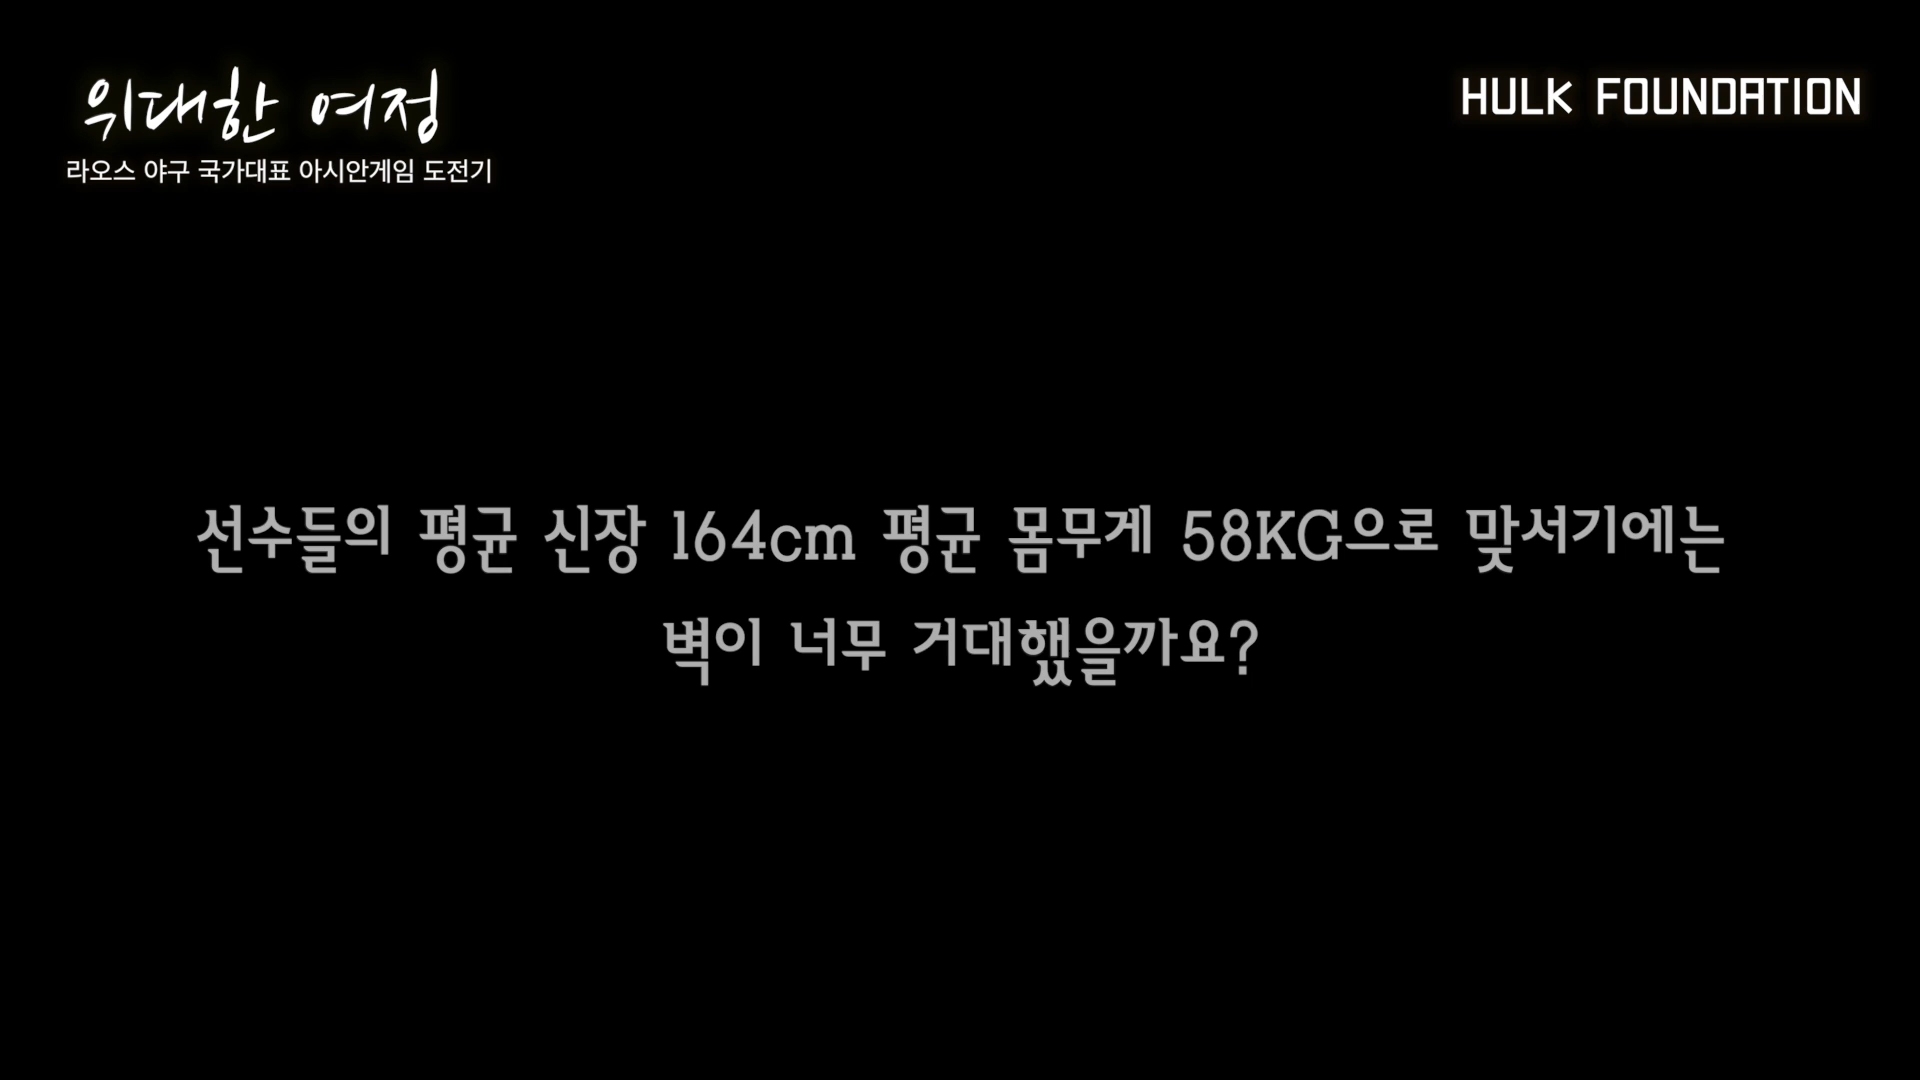 위대한 여정
라오스 야구 국가대표 아시안게임 도전기
HULK FOUNDATION
선수들의 평균 신장 164cm 평균 몸무게 58KG으로 맞서기에는
벽이 너무 거대했을까요?